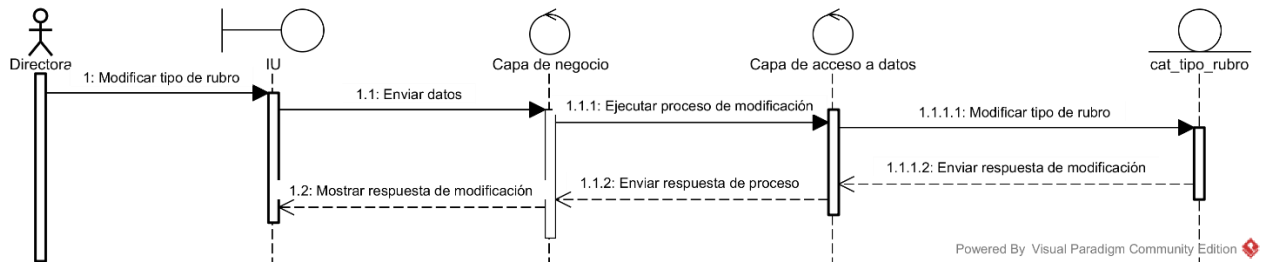 Directora
IU
Capa de negocio
Capa de acceso a datos
cat_tipo_rubro
1: Modificar tipo de rubro
1.1: Enviar datos
1.1.1: Ejecutar proceso de modificación
1.1.1.1: Modificar tipo de rubro
1.1.1.2: Enviar respuesta de modificación
1.1.2: Enviar respuesta de proceso
1.2: Mostrar respuesta de modificación
Powered By Visual Paradigm Community Edition